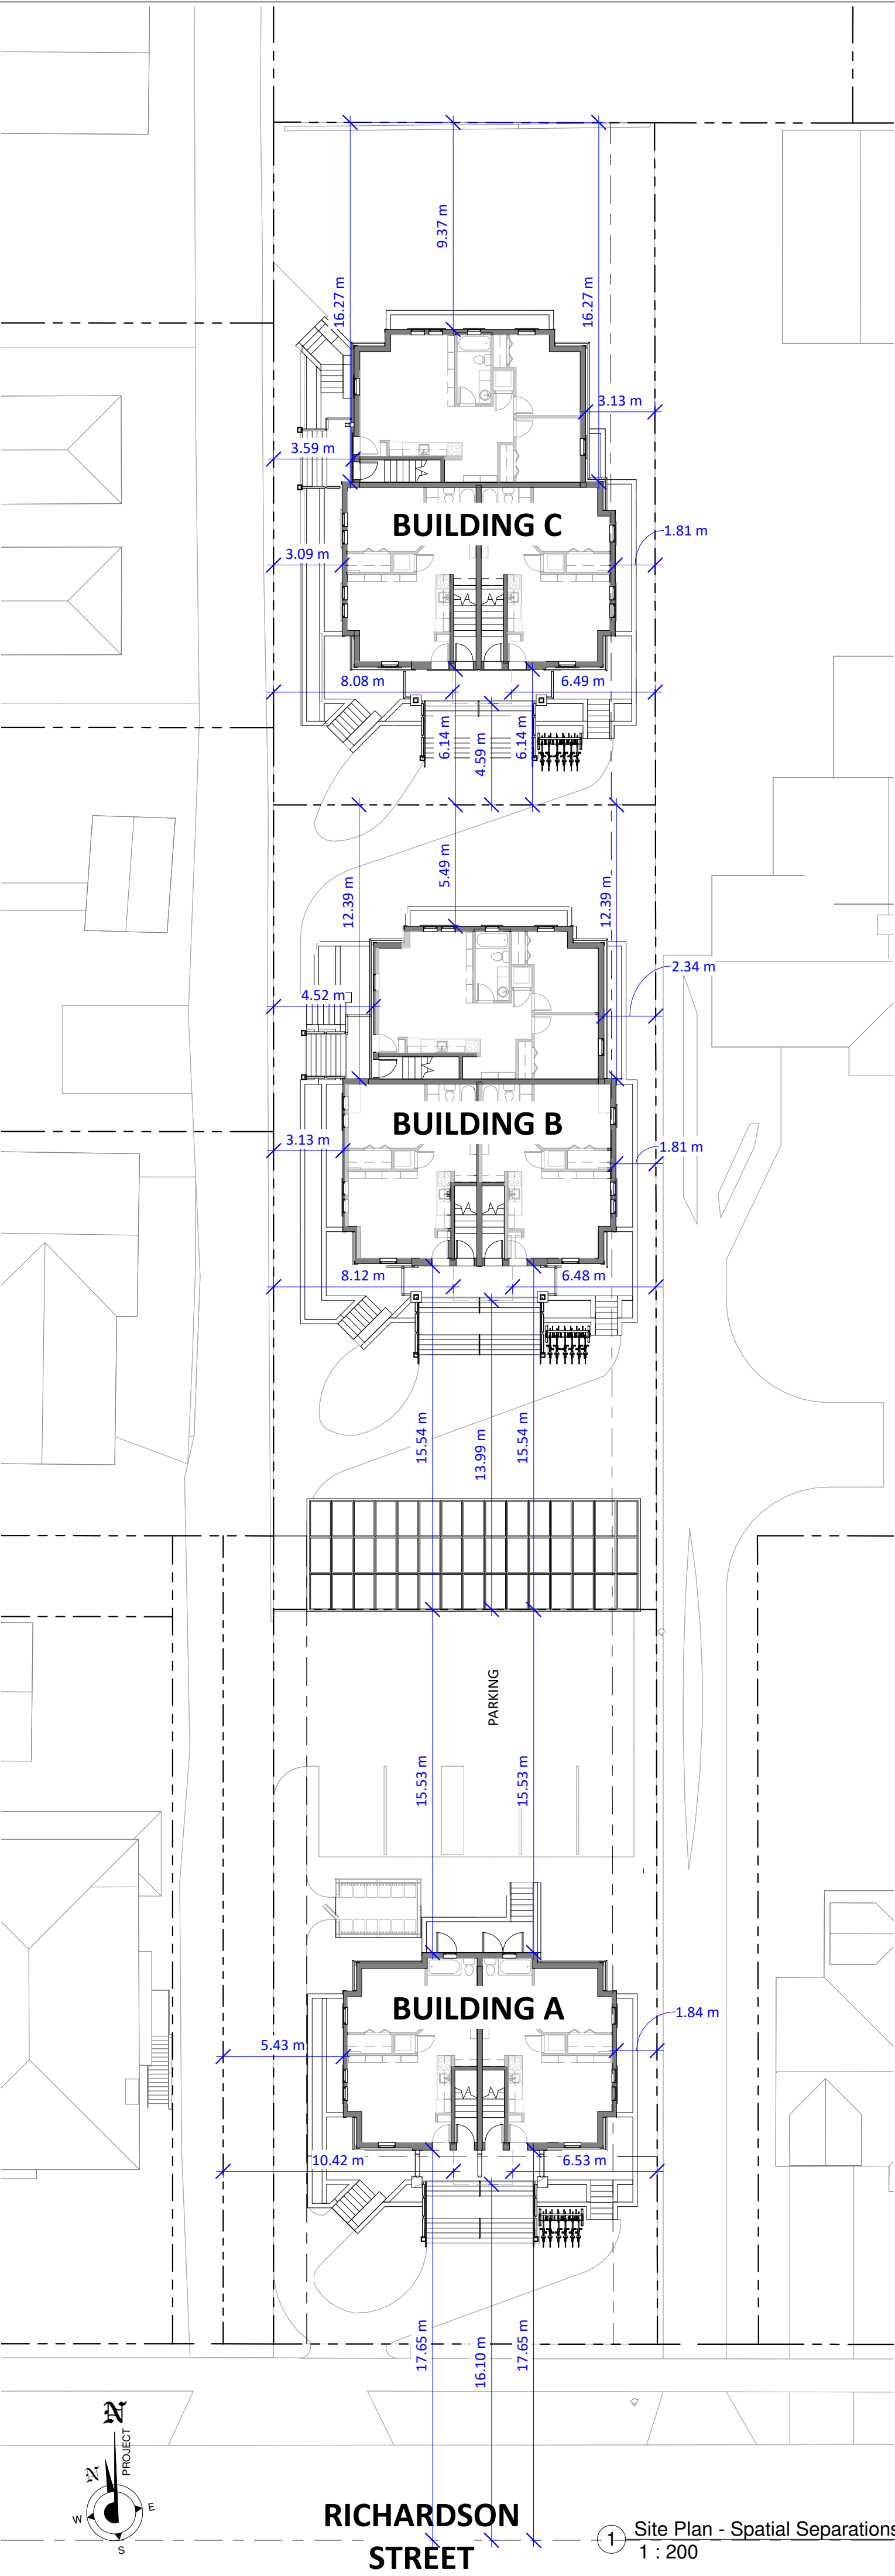 9.37 m
16.27 m
16.27 m
3.13 m
3.59 m
BUILDING C
1.81 m
3.09 m
8.08 m
6.49 m
6.14 m
4.59 m
6.14 m
5.49 m
12.39 m
12.39 m
2.34 m
4.52 m
BUILDING B
3.13 m
1.81 m
8.12 m
6.48 m
15.54 m
13.99 m
15.54 m
PARKING
15.53 m
15.53 m
BUILDING A
1.84 m
5.43 m
10.42 m
6.53 m
17.65 m
16.10 m
17.65 m
N
PROJECT
N
W
E
S
RICHARDSON
STREET
1
Site Plan - Spatial Separations
1 : 200